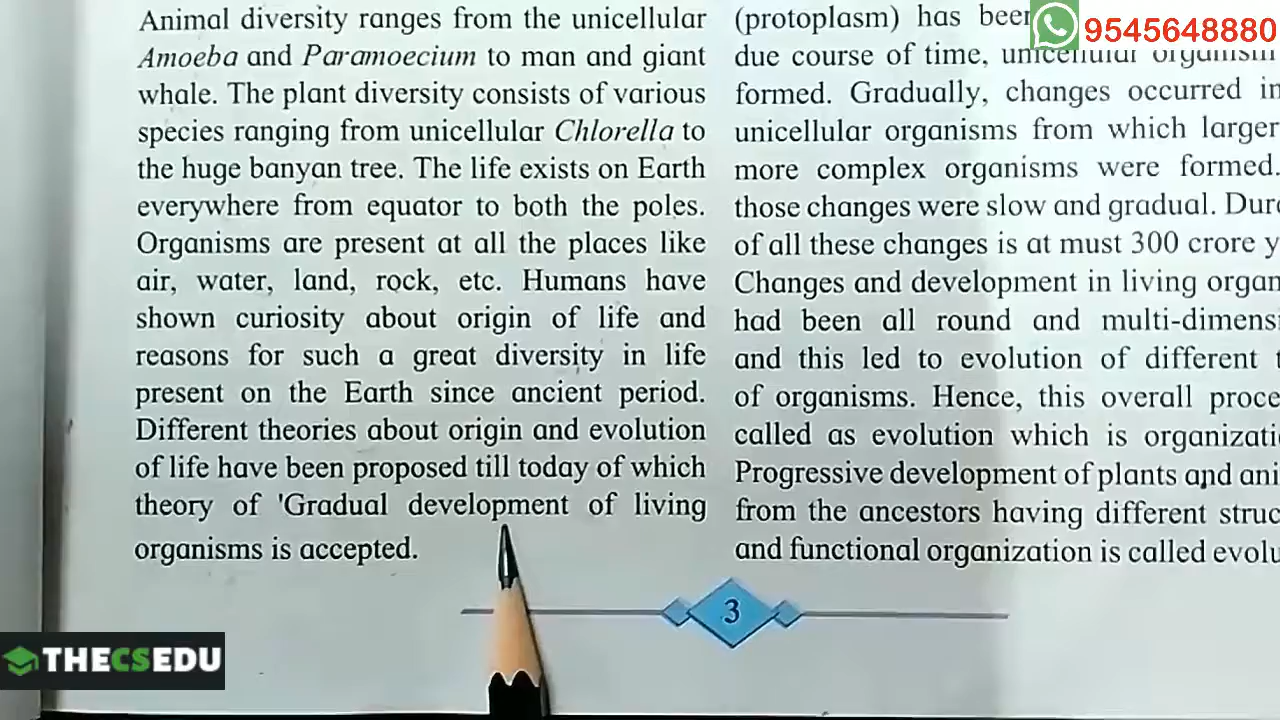 Animal diversity ranges from the unicellular
Amoeba and Paramoecium to man and giant
whale. The plant diversity consists of various
species ranging from unicellular Chlorella to
the huge banyan tree. The life exists on Earth
everywhere from equator to both the poles.
Organisms are present at all the places like
air, water, land, rock, etc. Humans have
shown curiosity about origin of life and
reasons for such a great diversity in life
present on the Earth since ancient period.
Different theories about origin and evolution
of life have been proposed till today of which
theory of 'Gradual development of living
organisms is accepted.
(protoplasm) has been
due course of time, unicellular organism
formed. Gradually, changes occurred in
unicellular organisms from which larger
more complex organisms were formed.
those changes were slow and gradual.
of all these changes is at must 300 crore
Changes and development in living
had been all round and
and this led to evolution of different
of organisms. Hence, this overall
called as evolution which is
Progressive development of plants and
from the ancestors having different
and functional organization is called
3
9545648880
THECSEDU